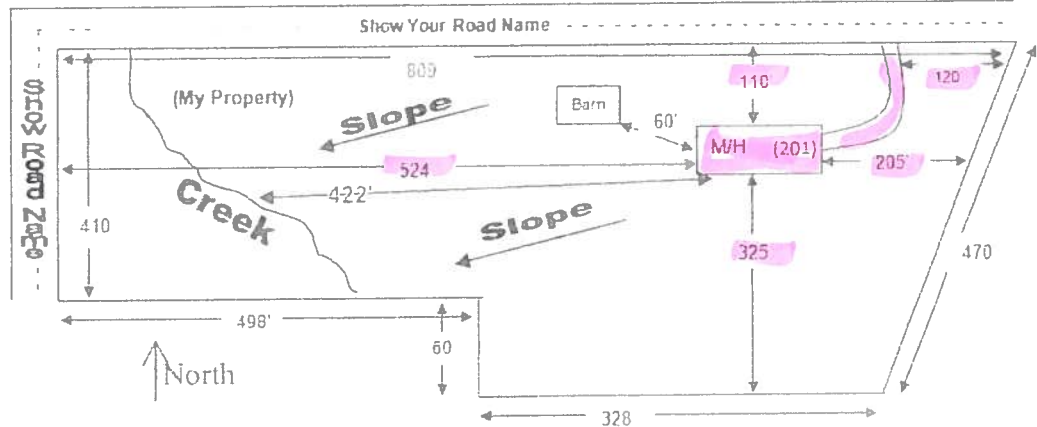 Show Your Road Name
Show Road Name
809
(My Property)
Slope
Barn
60'
110'
120'
M/H (201)
524
205'
422'
Creek
Slope
410
325
470
498'
60
North
328